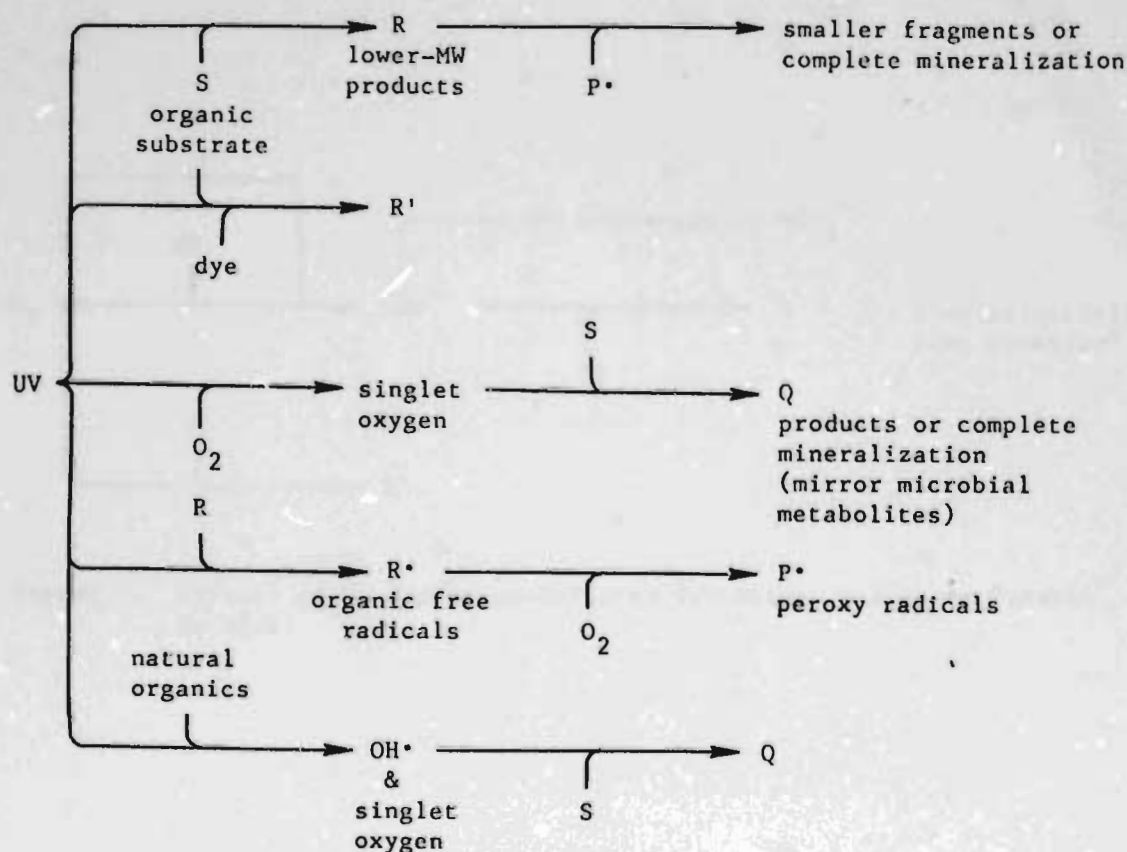 R
lower-MW
products
smaller fragments or
complete mineralization
S
organic
substrate
P•
R'
dye
UV
S
singlet
oxygen
Q
products or complete
mineralization
(mirror microbial
metabolites)
O2
R
R•
organic free
radicals
P•
peroxy radicals
O2
natural
organics
OH•
&
singlet
oxygen
Q
S